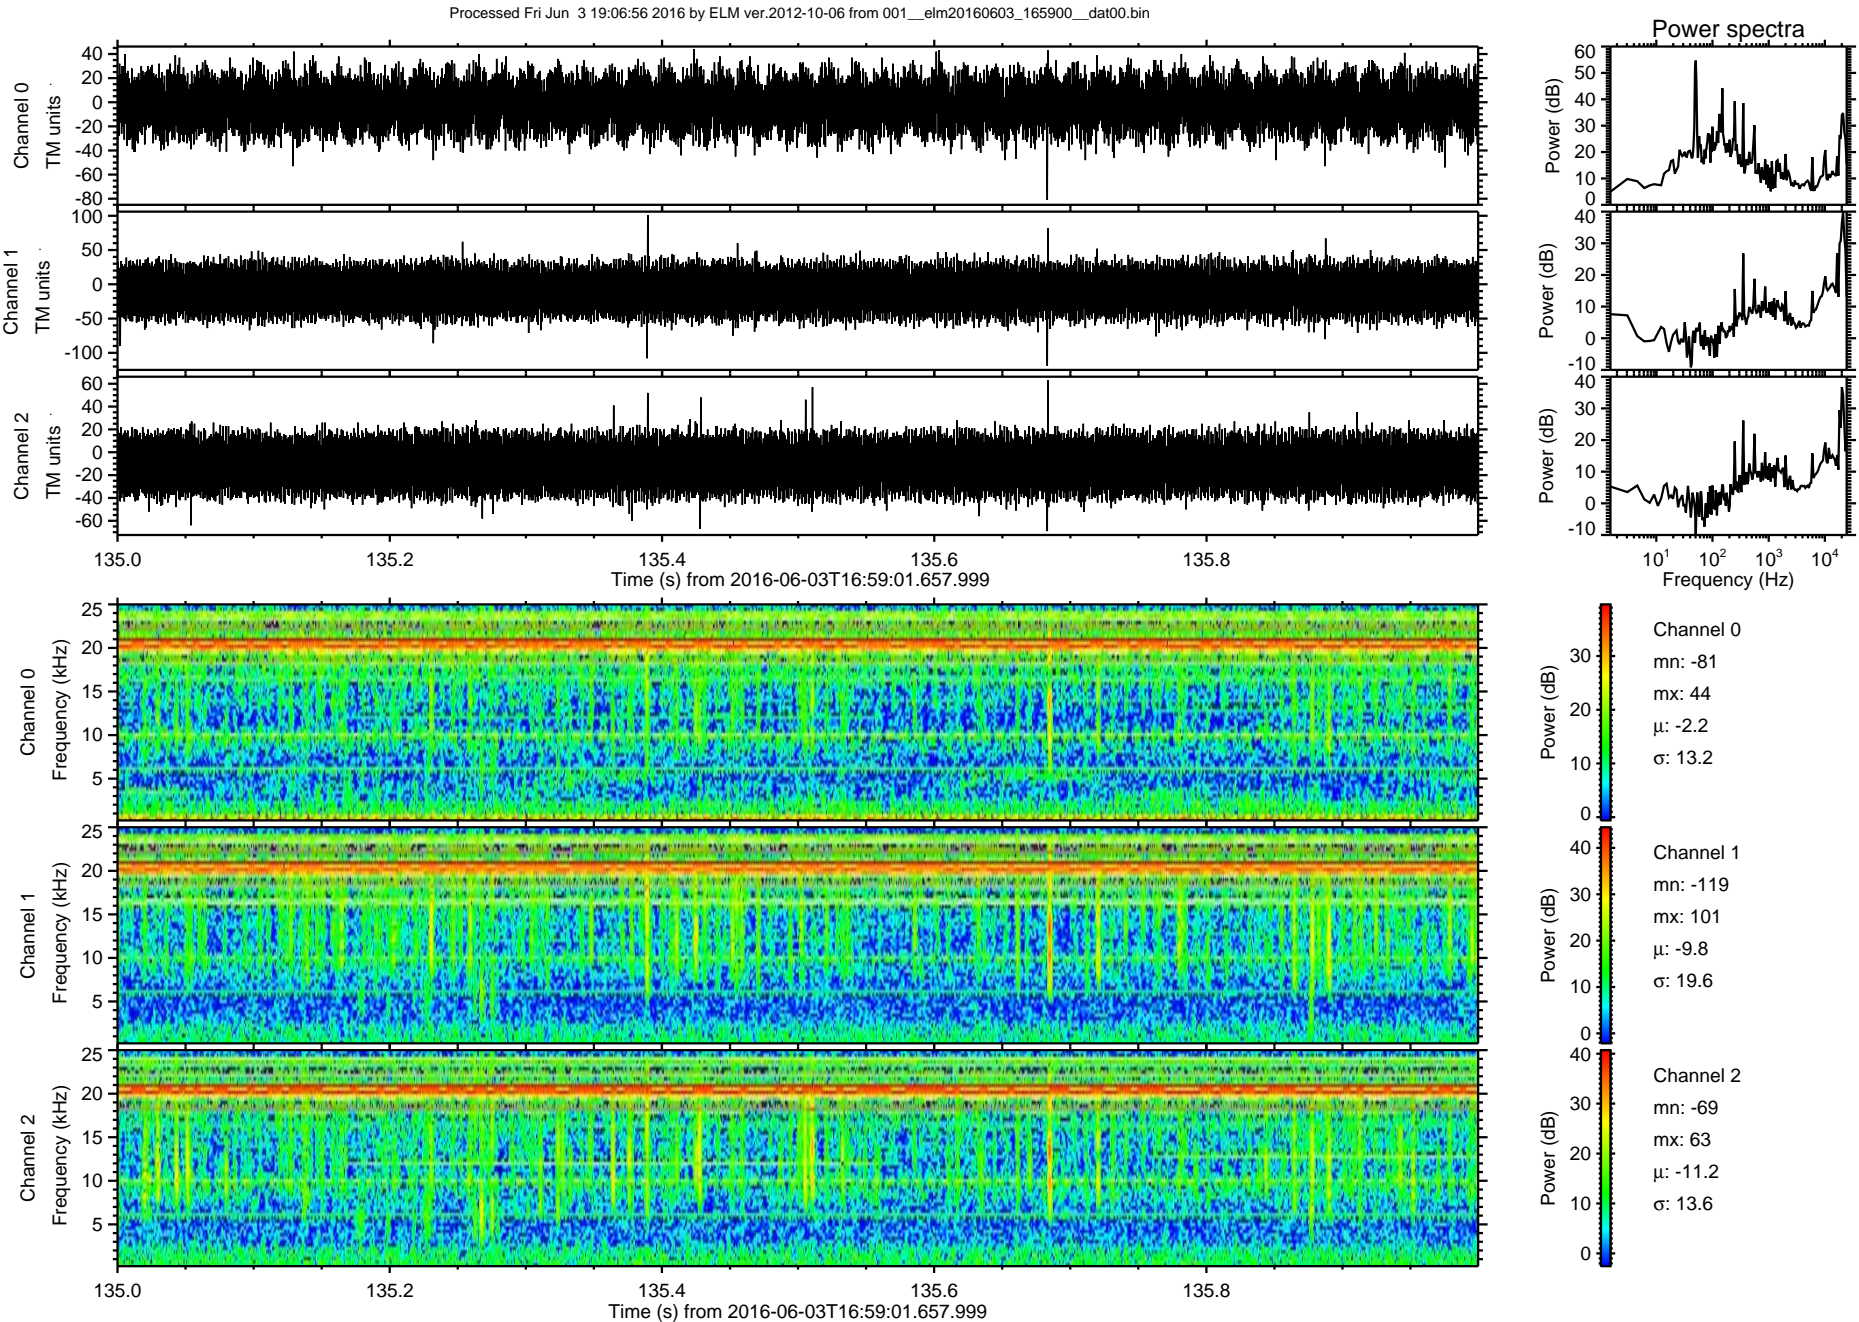 Processed Fri Jun  3 19:06:56 2016 by ELM ver.2012-10-06 from 001__elm20160603_165900__dat00.bin
Power spectra
Channel 0
TM units
40
20
0
-20
-40
-60
-80
Power (dB)
60
50
40
30
20
10
0
Channel 1
TM units
100
50
0
-50
-100
Power (dB)
40
30
20
10
0
-10
Channel 2
TM units
60
40
20
0
-20
-40
-60
Power (dB)
40
30
20
10
0
-10
135.0 135.2 135.4 135.6 135.8
Time (s) from 2016-06-03T16:59:01.657.999
10¹ 10² 10³ 10⁴
Frequency (Hz)
Channel 0
Frequency (kHz)
25
20
15
10
5
Power (dB)
30
20
10
0
Channel 0
mn: -81
mx: 44
μ: -2.2
σ: 13.2
Channel 1
Frequency (kHz)
25
20
15
10
5
Power (dB)
40
30
20
10
0
Channel 1
mn: -119
mx: 101
μ: -9.8
σ: 19.6
Channel 2
Frequency (kHz)
25
20
15
10
5
Power (dB)
40
30
20
10
0
Channel 2
mn: -69
mx: 63
μ: -11.2
σ: 13.6
135.0 135.2 135.4 135.6 135.8
Time (s) from 2016-06-03T16:59:01.657.999